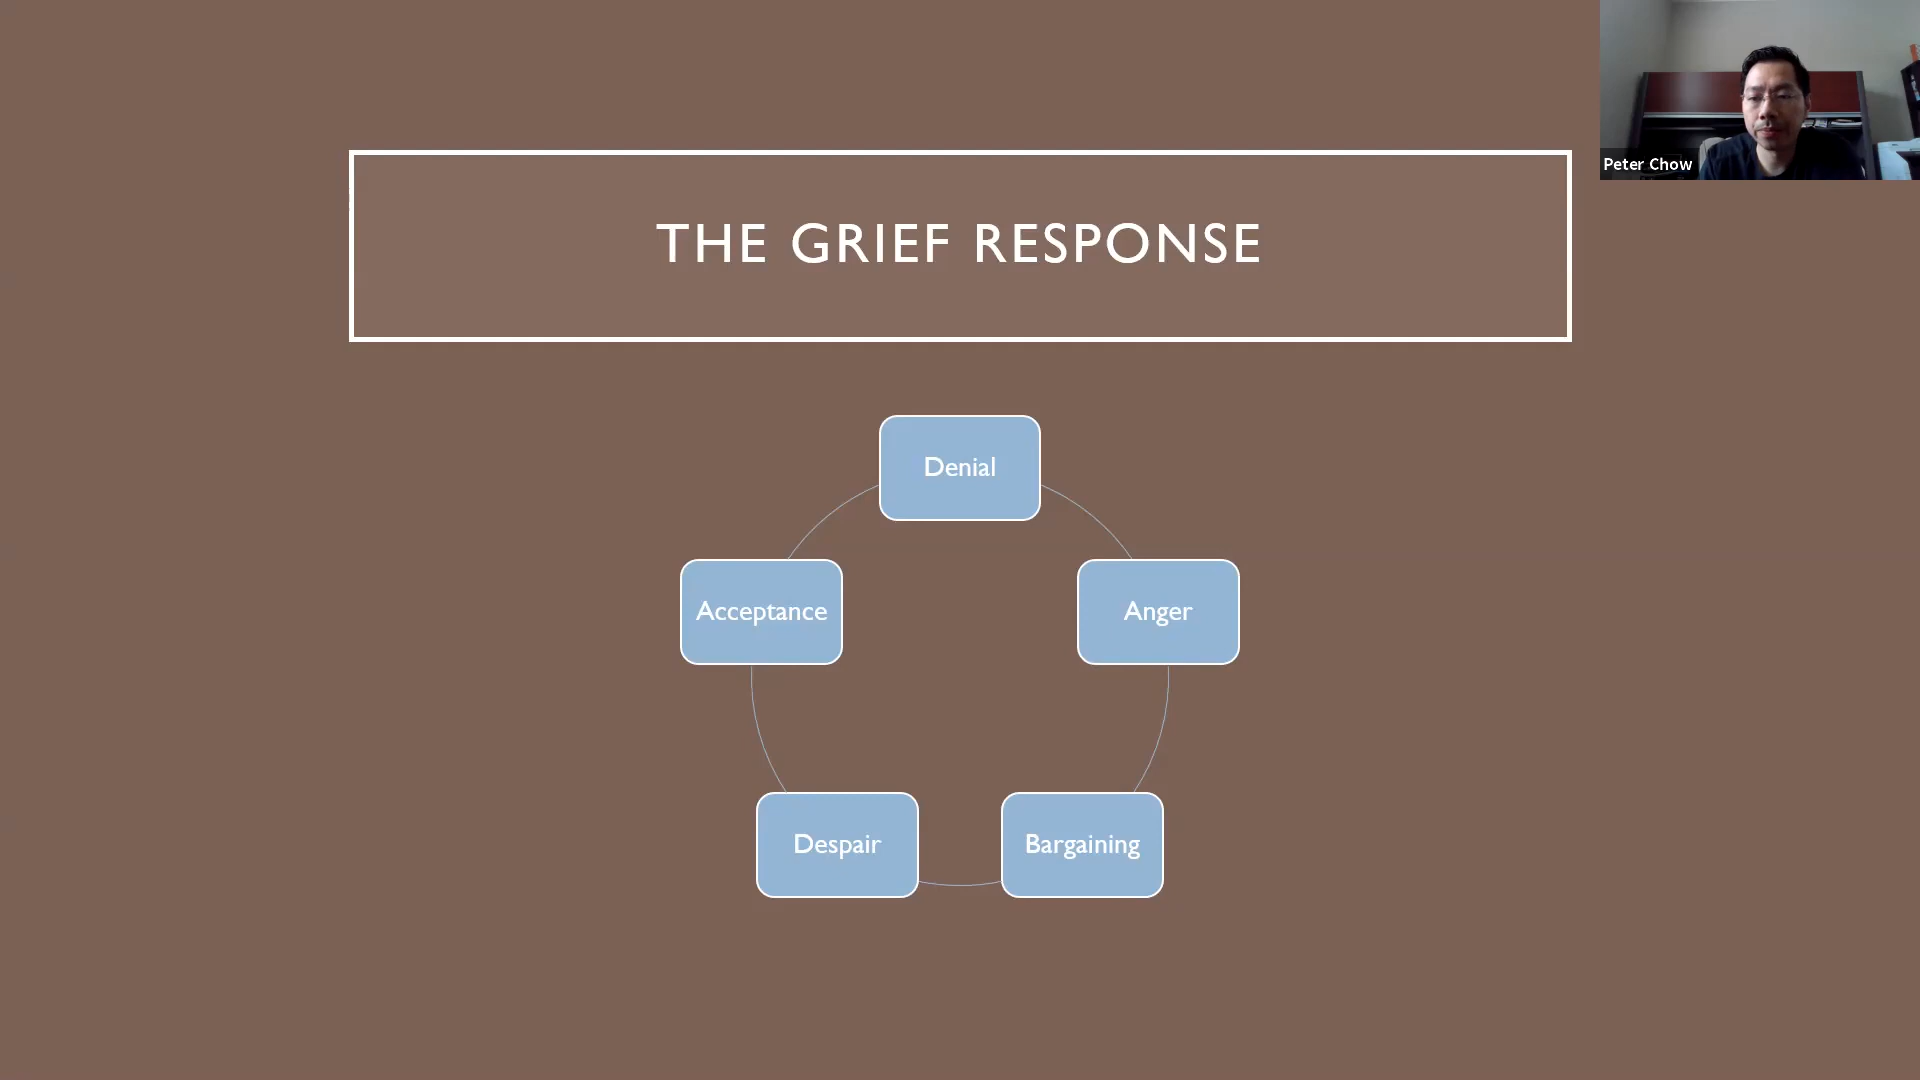 Peter Chow
THE GRIEF RESPONSE
Denial
Anger
Bargaining
Despair
Acceptance